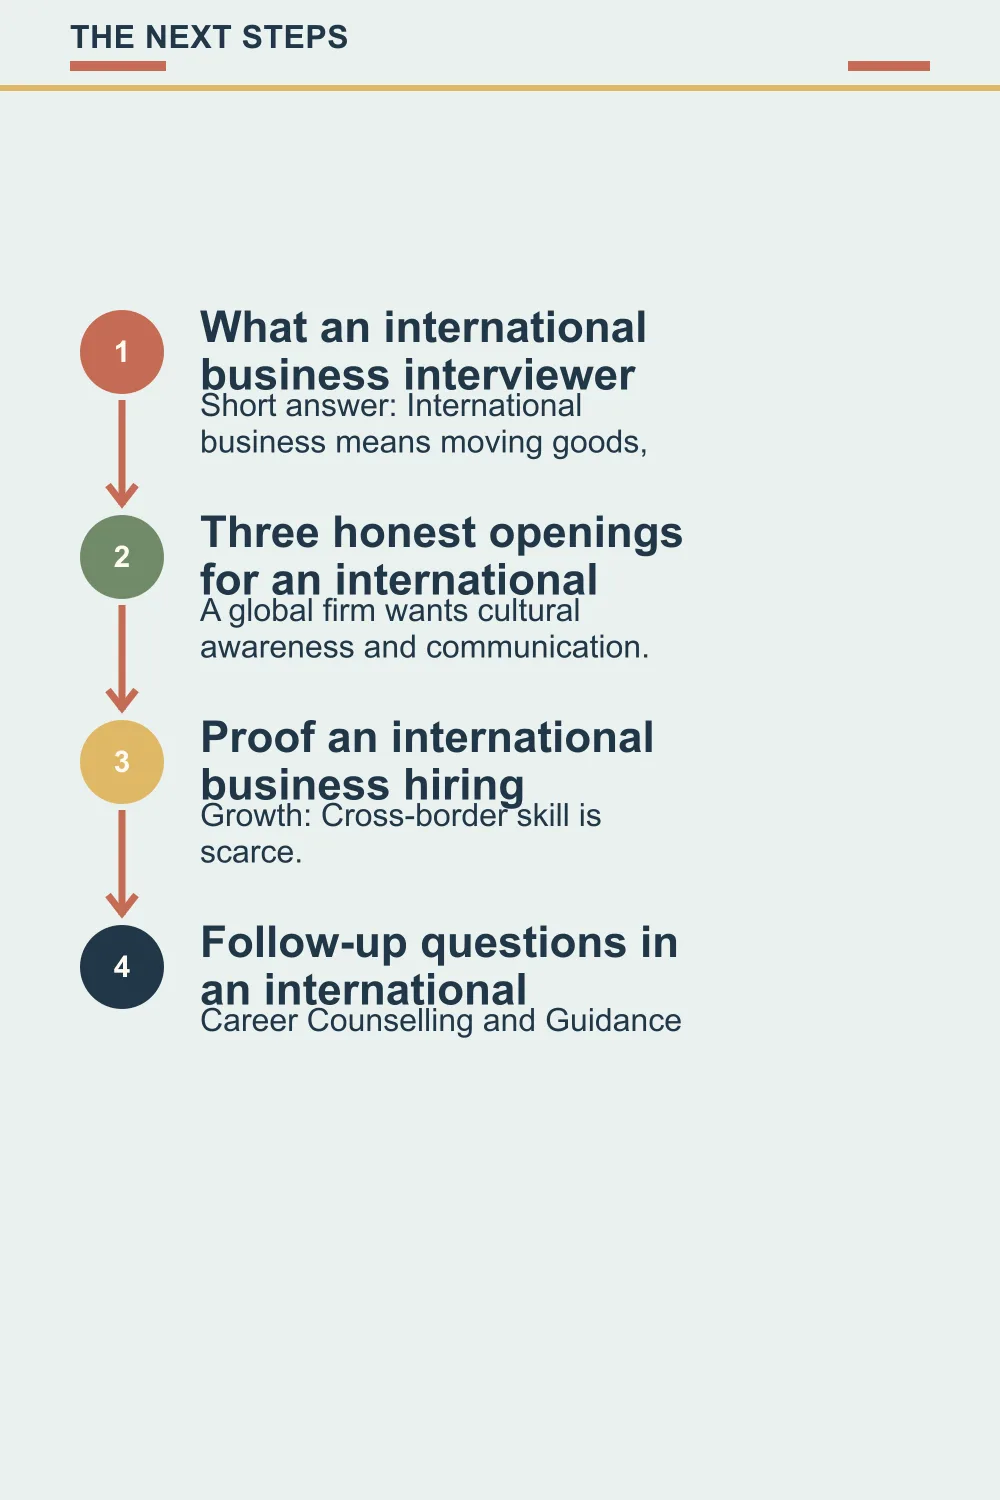 THE NEXT STEPS
1
What an international
business interviewer
Short answer: International
business means moving goods,
2
Three honest openings
for an international
A global firm wants cultural
awareness and communication.
3
Proof an international
business hiring
Growth: Cross-border skill is
scarce.
4
Follow-up questions in
an international
Career Counselling and Guidance